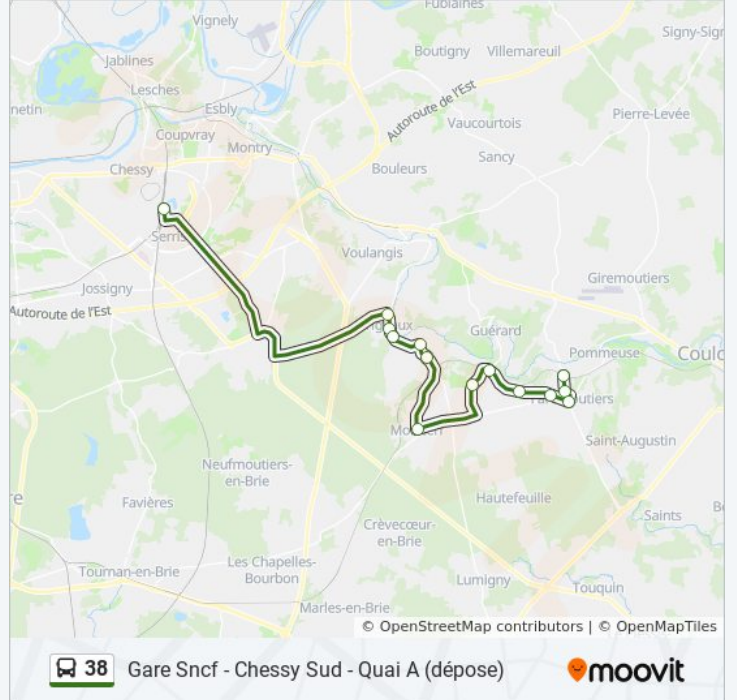 Fublaines
Vignely
Signy-Sign
Boutigny Villemareuil
Jablines
Lesches
Autoroute de l'Est
Esbly
Pierre-Levée
Vaucourtois
Coupvray
Montry
Sancy
Chessy
Bouleurs
Serris
Voulangis
Jossigny
Giremoutiers
Autoroute de l'Est
Guérard
Pommeuse
Saint-Augustin
Neufmoutiers-
en-Brie
Hautefeuille
Favières
Saints
Crèvecœur-
en-Brie
Les Chapelles-
Bourbon
Tournan-en-Brie
Lumigny
Touquin
Marles-en-Brie
© OpenStreetMap contributors | © OpenMapTiles
38 Gare Sncf - Chessy Sud - Quai A (dépose) moovit